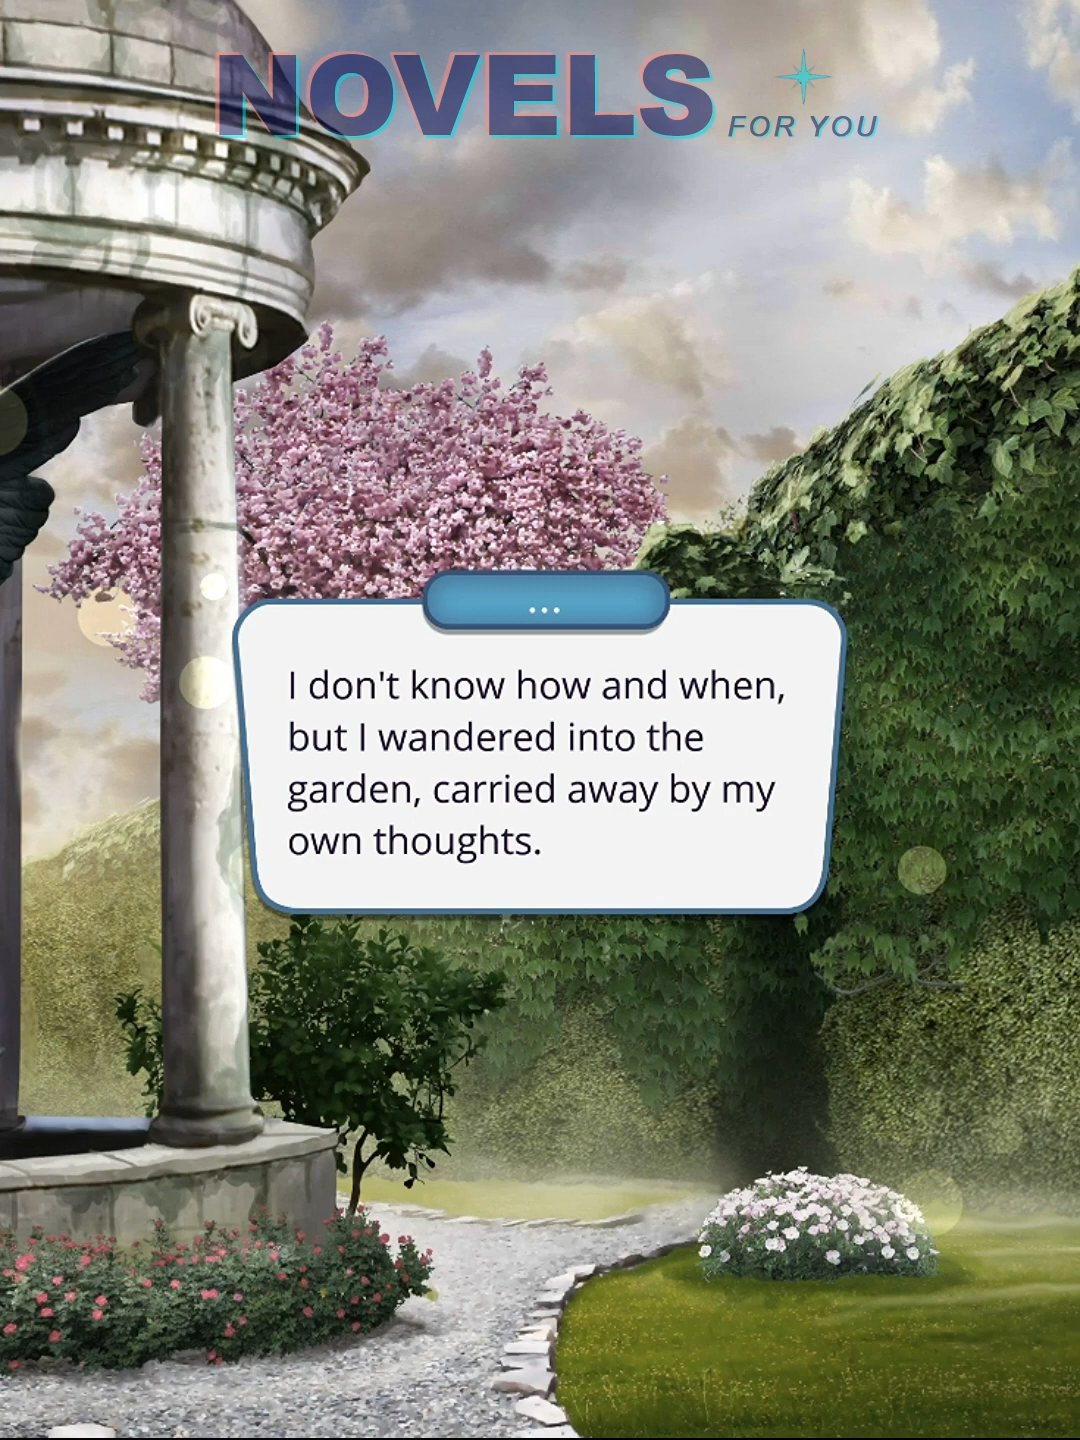 NOVELS FOR YOU
...
I don't know how and when,
but I wandered into the
garden, carried away by my
own thoughts.